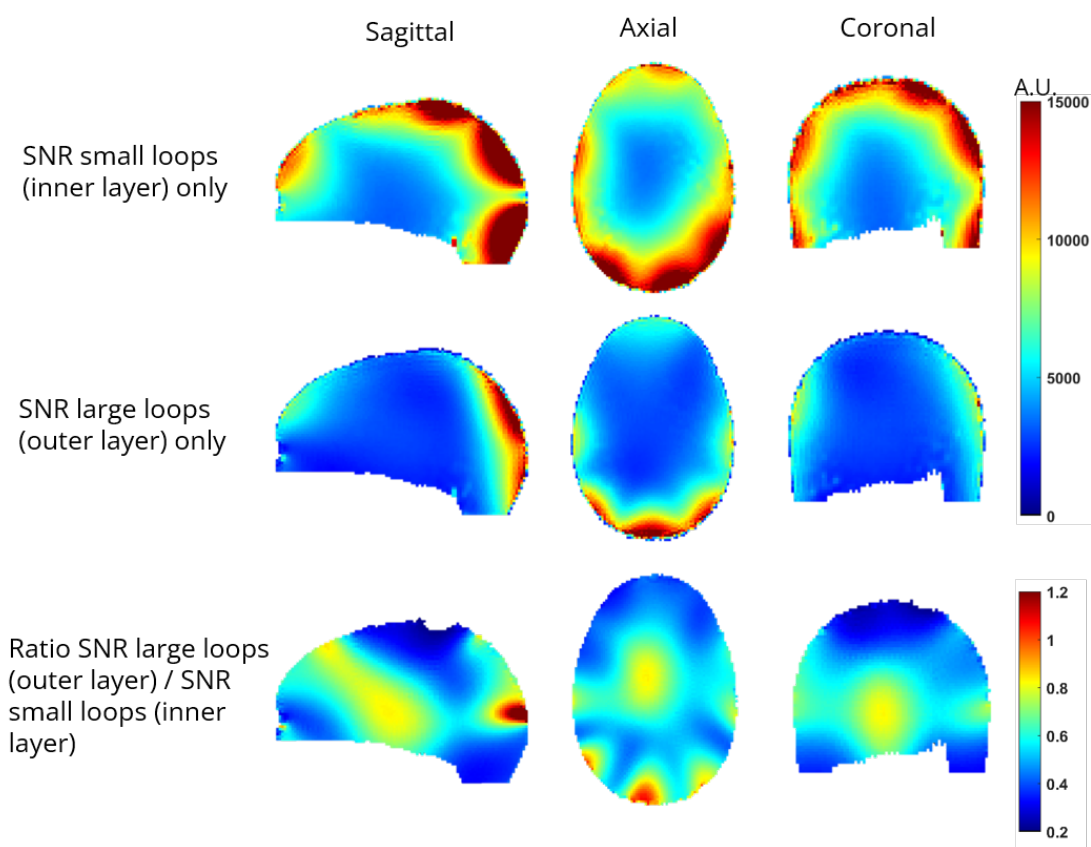 Sagittal
Axial
Coronal
A.U.
SNR small loops
(inner layer) only
15000
10000
5000
0
SNR large loops
(outer layer) only
Ratio SNR large loops
(outer layer) / SNR
small loops (inner
layer)
1.2
1
0.8
0.6
0.4
0.2